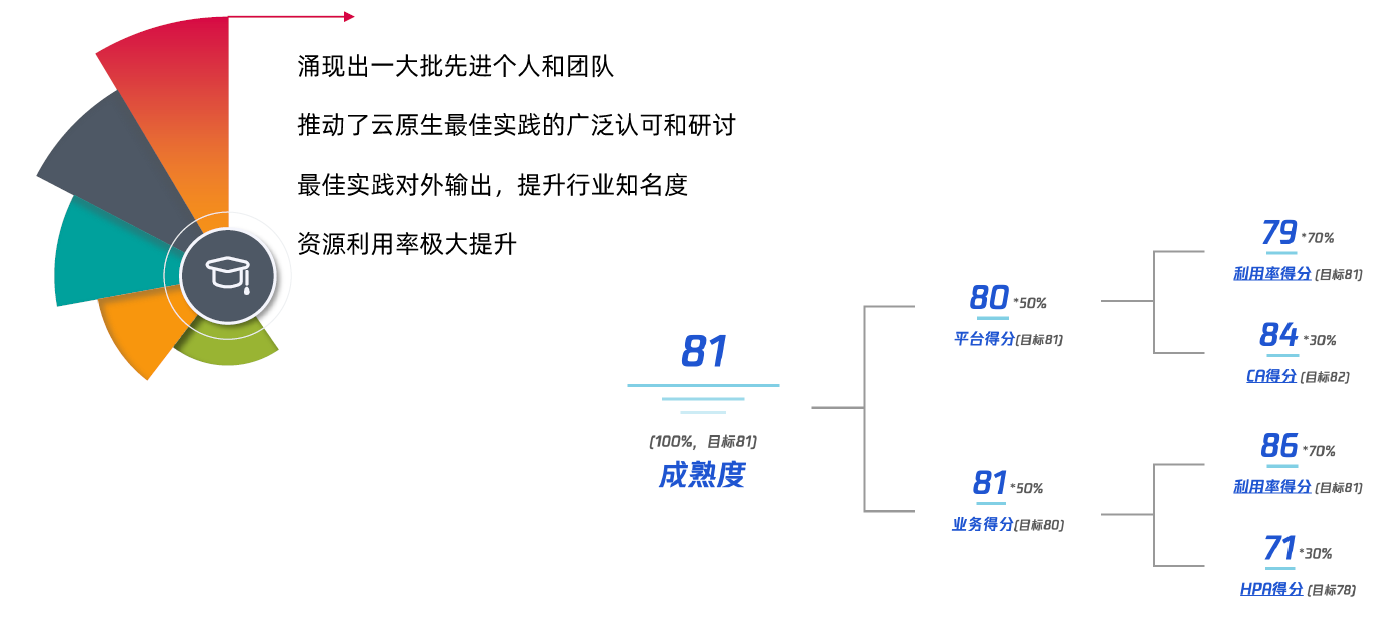 涌现出一大批先进个人和团队
推动了云原生最佳实践的广泛认可和研讨
最佳实践对外输出，提升行业知名度
资源利用率极大提升
81
(100%，目标81)
成熟度
80 *50%
平台得分(目标81)
81 *50%
业务得分(目标80)
79 *70%
利用率得分 (目标81)
84 *30%
CA得分 (目标82)
86 *70%
利用率得分 (目标81)
71 *30%
HPA得分 (目标78)